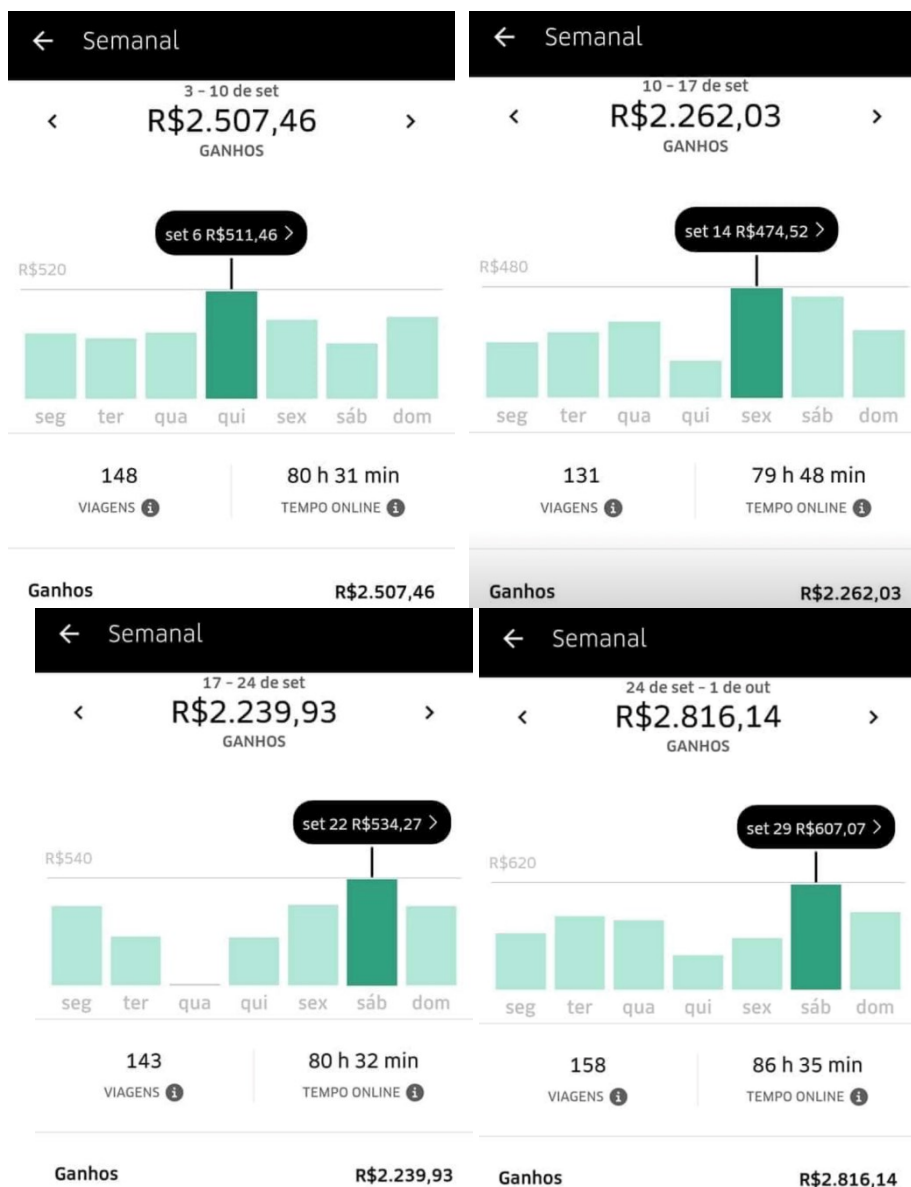 Semanal
3 – 10 de set
R$2.507,46
GANHOS
set 6 R$511,46
R$520
seg ter qua qui sex sáb dom
148
VIAGENS
80 h 31 min
TEMPO ONLINE
Ganhos R$2.507,46
Semanal
10 – 17 de set
R$2.262,03
GANHOS
set 14 R$474,52
R$480
seg ter qua qui sex sáb dom
131
VIAGENS
79 h 48 min
TEMPO ONLINE
Ganhos R$2.262,03
Semanal
17 – 24 de set
R$2.239,93
GANHOS
set 22 R$534,27
R$540
seg ter qua qui sex sáb dom
143
VIAGENS
80 h 32 min
TEMPO ONLINE
Ganhos R$2.239,93
Semanal
24 de set – 1 de out
R$2.816,14
GANHOS
set 29 R$607,07
R$620
seg ter qua qui sex sáb dom
158
VIAGENS
86 h 35 min
TEMPO ONLINE
Ganhos R$2.816,14